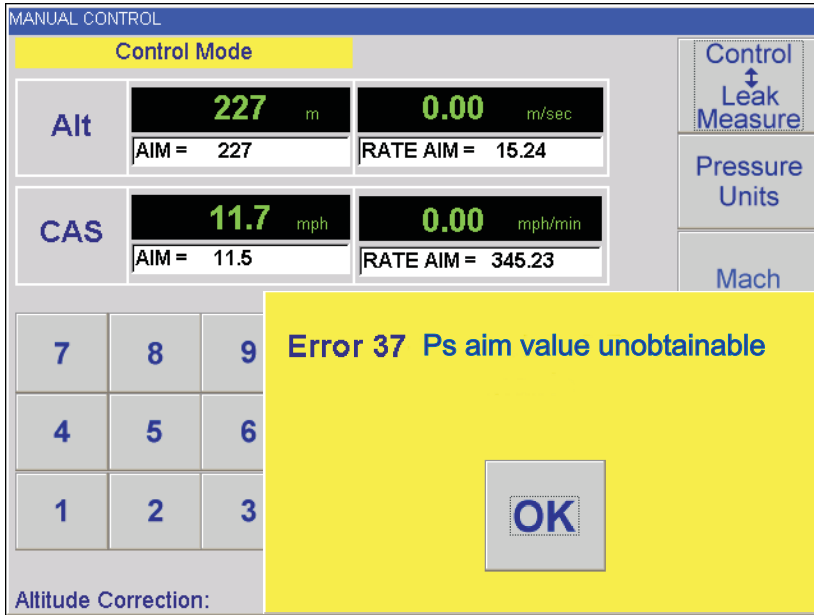 MANUAL CONTROL
Control Mode
Control
Leak
Measure
Alt
227 m
0.00 m/sec
AIM = 227
RATE AIM = 15.24
Pressure
Units
CAS
11.7 mph
0.00 mph/min
AIM = 11.5
RATE AIM = 345.23
Mach
7 8 9
Error 37 Ps aim value unobtainable
4 5 6
1 2 3
OK
Altitude Correction: